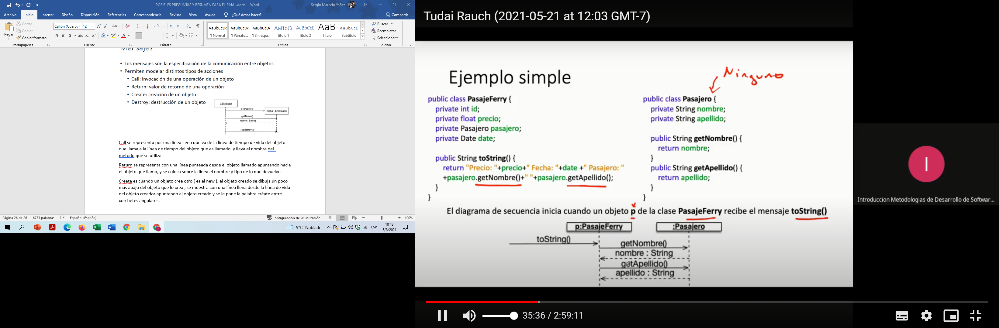 POSIBLES PREGUNTAS Y RESUMEN PARA EL FINAL.docx - Word
Sergio Marcelo Yañez
Archivo Inicio Insertar Diseño Disposición Referencias Correspondencia Revisar Vista Ayuda ¿Qué desea hacer? Compartir
Pegar
Cortar
Copiar
Copiar formato
Portapapeles
Calibri (Cuerpo 12
N K S abc x₂ x²
Fuente
Párrafo
AaBbCcDc AaBbCcDc AaBbCcDc AaBbC AaBbCcD AaB AaBbCcD
¶ Normal ¶ Párrafo... ¶ Sin espa... Título 1 Título 2 Título Subtítulo
Estilos
Buscar
Reemplazar
Seleccionar
Edición
Mensajes
• Los mensajes son la especificación de la comunicación entre objetos
• Permiten modelar distintos tipos de acciones
• Call: invocación de una operación de un objeto
• Return: valor de retorno de una operación
• Create: creación de un objeto
• Destroy: destrucción de un objeto
: Empresa
<<create>>
maria : Empleado
getName()
name : String
<<destroy>>
Call se representa por una línea llena que va de la línea de tiempo de vida del objeto
que llama a la línea de tiempo del objeto que es llamado, y lleva el nombre del
método que se utiliza.
Return se representa con una línea punteada desde el objeto llamado apuntando hacia
el objeto que llamó, y se coloca sobre la línea el nombre y tipo de lo que devuelve.
Create es cuando un objeto crea otro ( es el new ), el objeto creado se dibuja un poco
más abajo del objeto que lo crea , se muestra con una línea llena desde la línea de vida
del objeto creador apuntando al objeto creado y se le pone la palabra créate entre
corchetes angulares.
Página 26 de 26 6733 palabras Español (España) Configuración de visualización 100%
9°C Nublado ESP 18:48
5/8/2021
Tudai Rauch (2021-05-21 at 12:03 GMT-7)
Ejemplo simple
Ninguno
public class PasajeFerry {
private int id;
private float precio;
private Pasajero pasajero;
private Date date;
public String toString() {
return "Precio: "+precio+" Fecha: "+date +" Pasajero: "
+pasajero.getNombre()+" "+pasajero.getApellido();
}
}
public class Pasajero {
private String nombre;
private String apellido;
public String getNombre() {
return nombre;
}
public String getApellido() {
return apellido;
}
}
El diagrama de secuencia inicia cuando un objeto p de la clase PasajeFerry recibe el mensaje toString()
p:PasajeFerry :Pasajero
toString()
getNombre()
nombre : String
getApellido()
apellido : String
I
Introduccion Metodologias de Desarrollo de Softwar...
35:36 / 2:59:11